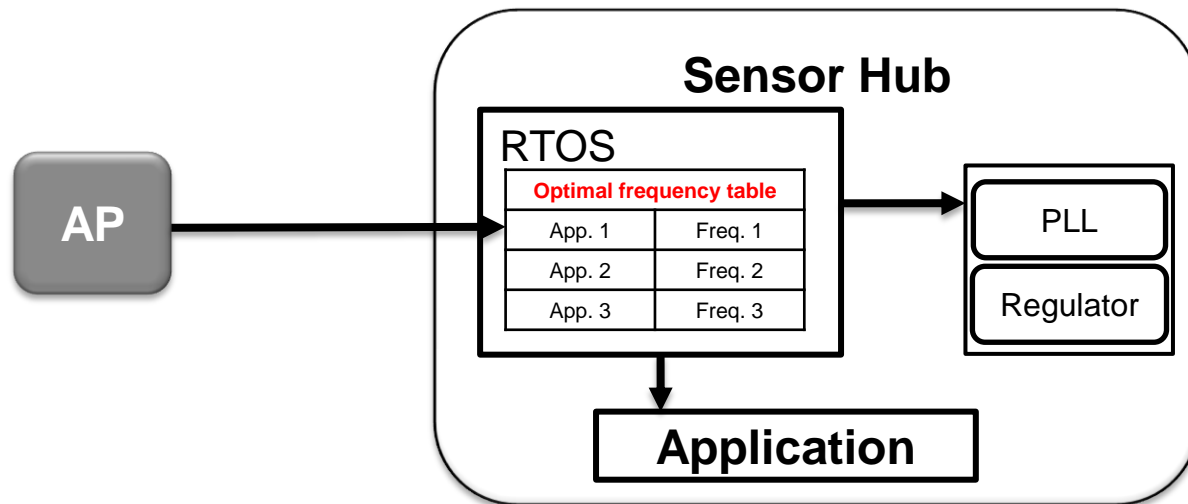 Sensor Hub
AP
RTOS
Optimal frequency table
App. 1 Freq. 1
App. 2 Freq. 2
App. 3 Freq. 3
PLL
Regulator
Application